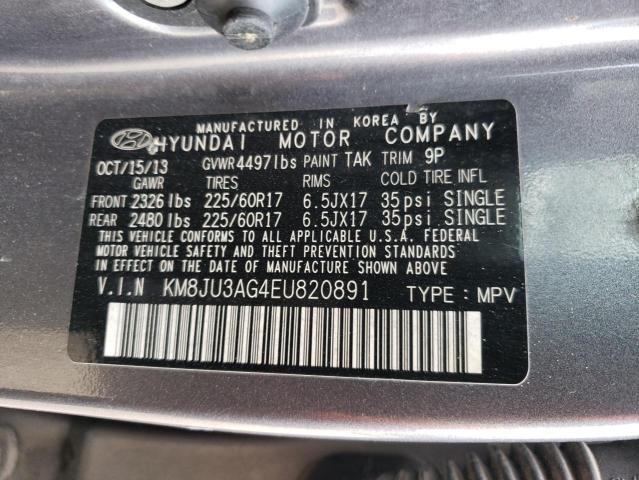 MANUFACTURED IN KOREA BY
HYUNDAI MOTOR COMPANY
OCT/15/13 GVWR4497lbs PAINT TAK TRIM 9P
GAWR TIRES RIMS COLD TIRE INFL
FRONT 2326 lbs 225/60R17 6.5JX17 35psi SINGLE
REAR 2480 lbs 225/60R17 6.5JX17 35psi SINGLE
THIS VEHICLE CONFORMS TO ALL APPLICABLE U.S.A. FEDERAL
MOTOR VEHICLE SAFETY AND THEFT PREVENTION STANDARDS
IN EFFECT ON THE DATE OF MANUFACTURE SHOWN ABOVE.
V.I.N KM8JU3AG4EU820891 TYPE : MPV